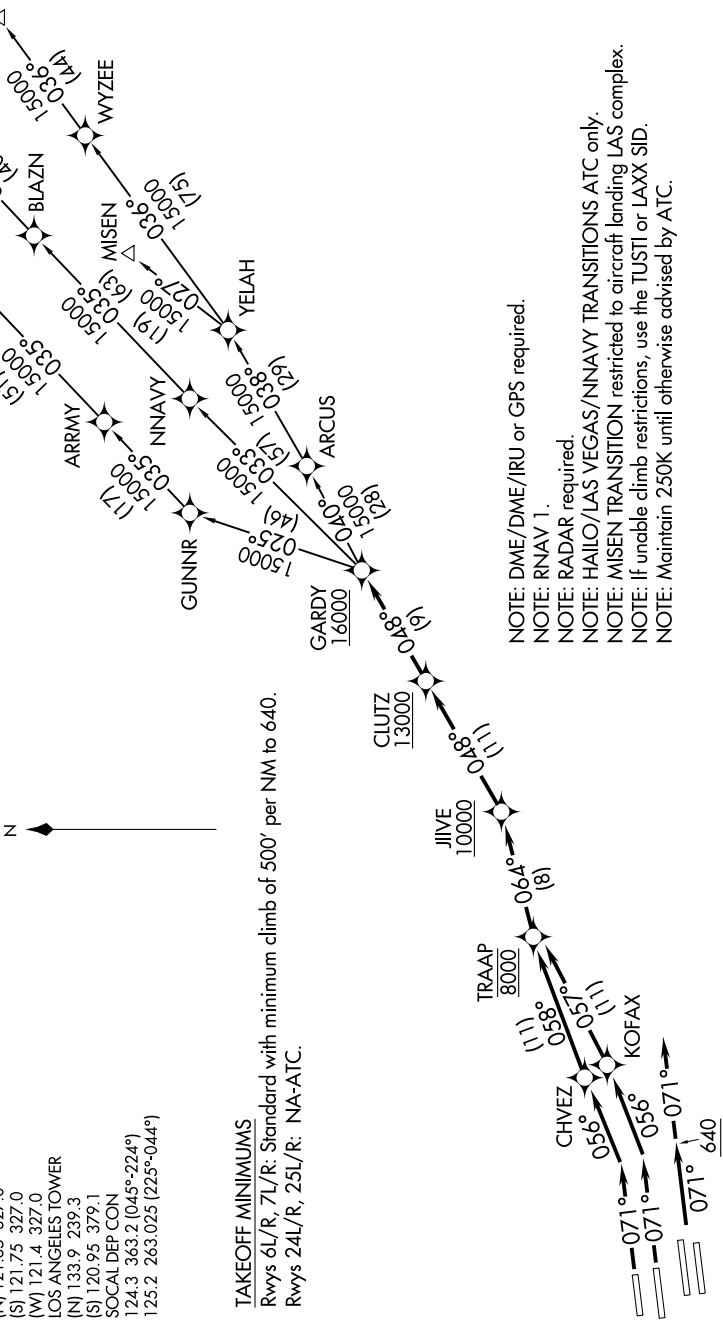 (S) 121.75 327.0
(W) 121.4 327.0
LOS ANGELES TOWER
(N) 133.9 239.3
(S) 120.95 379.1
SOCAL DEP CON
124.3 363.2 (045°-224°)
125.2 263.025 (225°-044°)
N
TAKEOFF MINIMUMS
Rwys 6L/R, 7L/R: Standard with minimum climb of 500' per NM to 640.
Rwys 24L/R, 25L/R: NA-ATC.
071°
071°
071°
640
071°
056°
056°
CHVEZ
KOFAX
(11)
058°
057°
(11)
TRAAP
8000
064°
(8)
JIIVE
10000
048°
(11)
CLUTZ
13000
048°
(9)
GARDY
16000
15000
025°
(46)
GUNNR
(17)
15000
035°
ARRMY
15000
035°
15000
033°
(57)
NNAVY
15000
035°
(63)
BLAZN
040°
15000
(28)
ARCUS
15000
038°
(29)
YELAH
(19)
15000
027°
MISEN
036°
15000
(75)
WYZEE
15000
036°
(44)
NOTE: DME/DME/IRU or GPS required.
NOTE: RNAV 1.
NOTE: RADAR required.
NOTE: HAILO/LAS VEGAS/NNAVY TRANSITIONS ATC only.
NOTE: MISEN TRANSITION restricted to aircraft landing LAS complex.
NOTE: If unable climb restrictions, use the TUSTI or LAXX SID.
NOTE: Maintain 250K until otherwise advised by ATC.